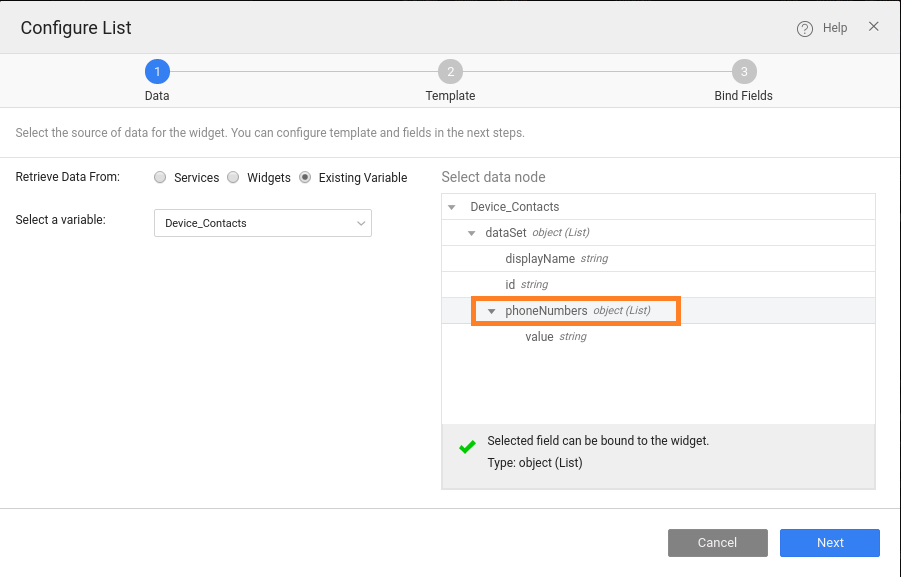 Configure List
Help
1
2
3
Data
Template
Bind Fields
Select the source of data for the widget. You can configure template and fields in the next steps.
Retrieve Data From:
Services
Widgets
Existing Variable
Select a variable:
Device_Contacts
Select data node
Device_Contacts
dataSet object (List)
displayName string
id string
phoneNumbers object (List)
value string
Selected field can be bound to the widget.
Type: object (List)
Cancel
Next